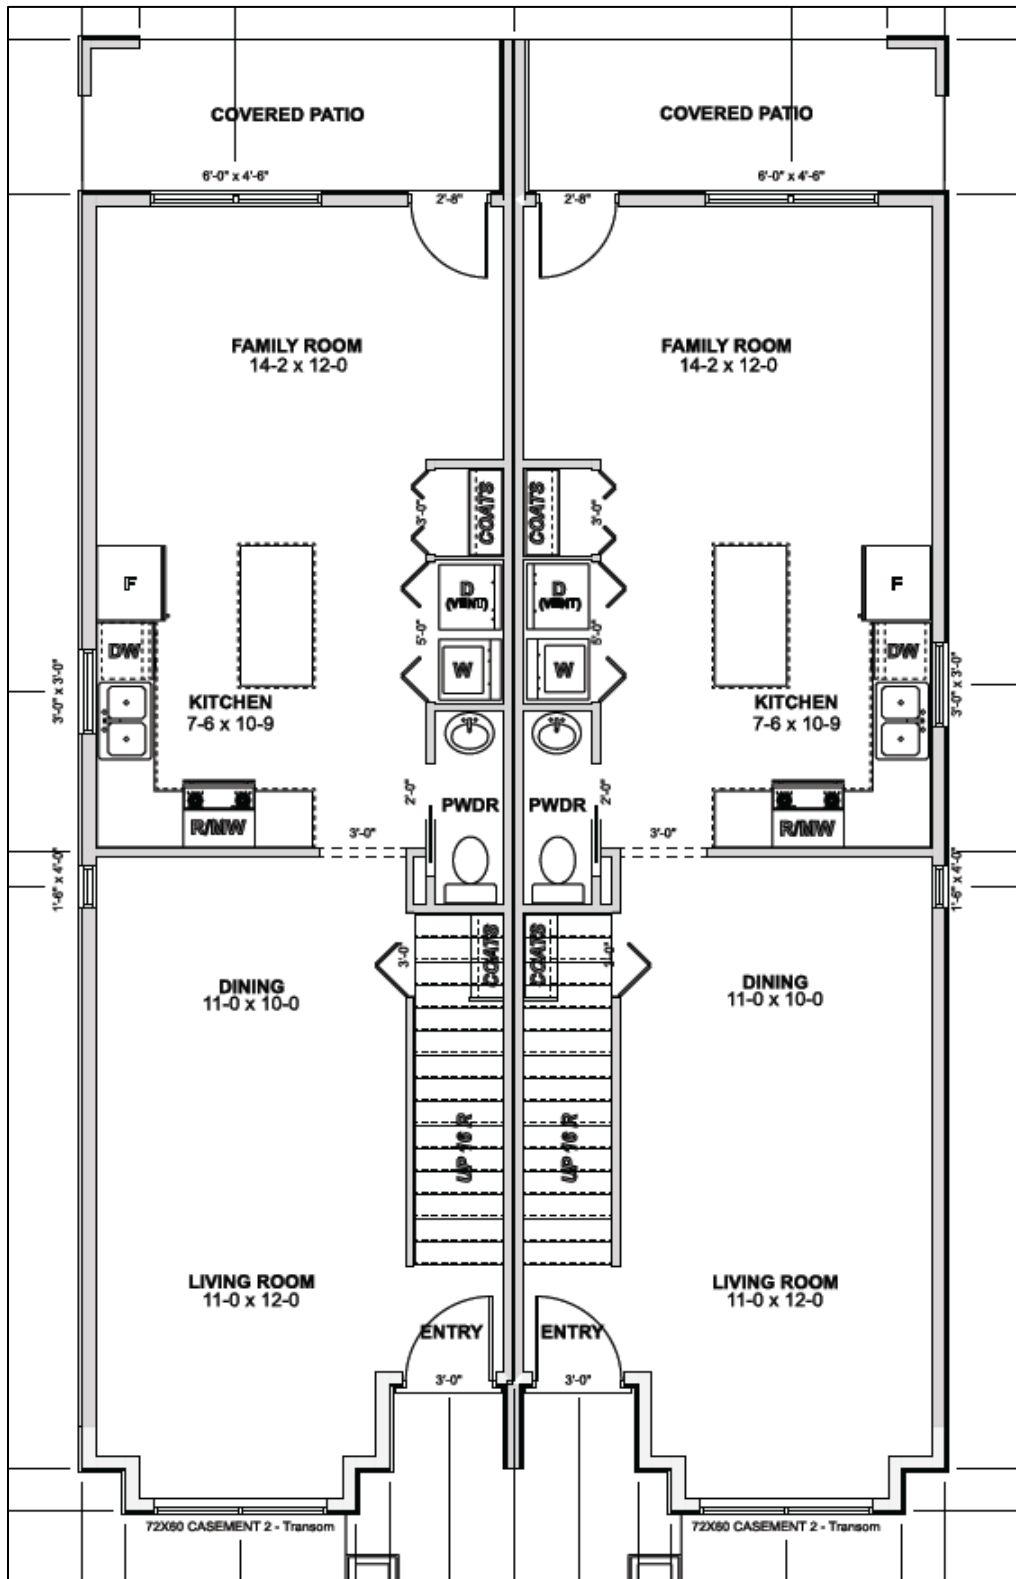 COVERED PATIO
COVERED PATIO
6'-0" x 4'-6"
6'-0" x 4'-6"
2'-8"
2'-8"
FAMILY ROOM
14-2 x 12-0
FAMILY ROOM
14-2 x 12-0
3'-0"
COATS
COATS
3'-0"
F
D
(VENT)
D
(VENT)
F
DW
5'-0"
W
W
5'-0"
DW
3'-0" x 3'-0"
KITCHEN
7-6 x 10-9
KITCHEN
7-6 x 10-9
3'-0" x 3'-0"
2'-0"
PWDR
PWDR
2'-0"
R/MW
3'-0"
3'-0"
R/MW
1'-6" x 4'-0"
1'-6" x 4'-0"
3'-0"
COATS
COATS
DINING
11-0 x 10-0
DINING
11-0 x 10-0
UP 16 R
UP 16 R
LIVING ROOM
11-0 x 12-0
LIVING ROOM
11-0 x 12-0
ENTRY
ENTRY
3'-0"
3'-0"
72X60 CASEMENT 2 - Transom
72X60 CASEMENT 2 - Transom